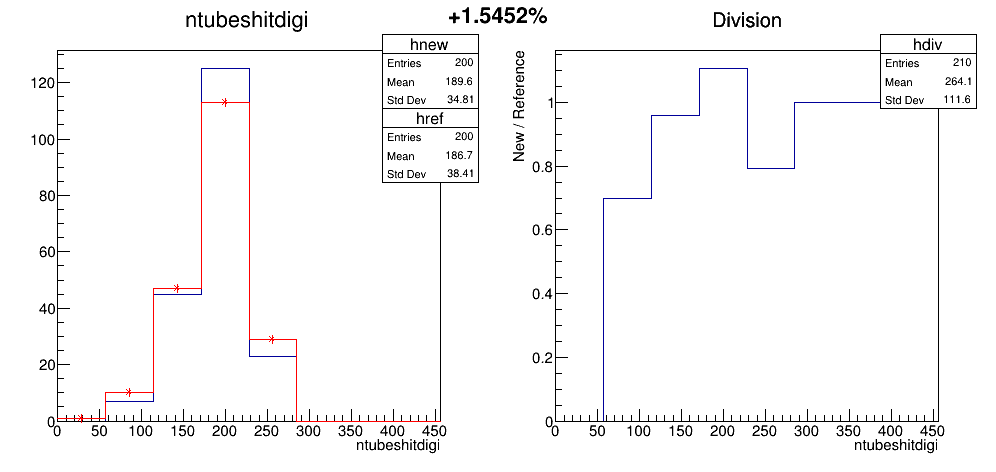 +1.5452%
ntubeshitdigi
hnew
Entries 200
Mean 189.6
Std Dev 34.81
href
Entries 200
Mean 186.7
Std Dev 38.41
120
100
80
60
40
20
0
0 50 100 150 200 250 300 350 400 450
ntubeshitdigi
Division
hdiv
Entries 210
Mean 264.1
Std Dev 111.6
New / Reference
1
0.8
0.6
0.4
0.2
0
0 50 100 150 200 250 300 350 400 450
ntubeshitdigi